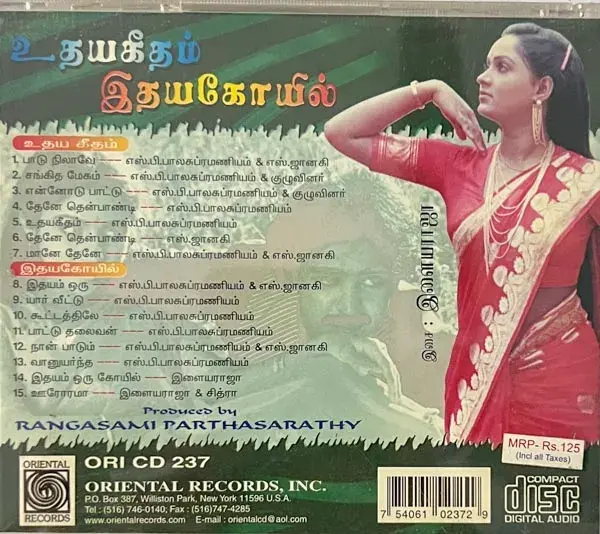 உதயகீதம்
இதயகோயில்
உதய கீதம்
1. பாடு நிலாவே — எஸ்.பி.பாலசுப்ரமணியம் & எஸ்.ஜானகி
2. சங்கித மேகம் — எஸ்.பி.பாலசுப்ரமணியம் & குழுவினர்
3. என்னோடு பாட்டு — எஸ்.பி.பாலசுப்ரமணியம் & குழுவினர்
4. தேனே தென்பாண்டி — எஸ்.பி.பாலசுப்ரமணியம்
5. உதயகீதம் — எஸ்.பி.பாலசுப்ரமணியம்
6. தேனே தென்பாண்டி — எஸ்.ஜானகி
7. மானே தேனே — எஸ்.பி.பாலசுப்ரமணியம் & எஸ்.ஜானகி
இதயகோயில்
8. இதயம் ஒரு — எஸ்.பி.பாலசுப்ரமணியம் & எஸ்.ஜானகி
9. யார் வீட்டு — எஸ்.பி.பாலசுப்ரமணியம்
10. கூட்டத்திலே — எஸ்.பி.பாலசுப்ரமணியம்
11. பாட்டு தலைவன் — எஸ்.பி.பாலசுப்ரமணியம்
12. நான் பாடும் — எஸ்.பி.பாலசுப்ரமணியம் & எஸ்.ஜானகி
13. வானுயர்ந்த — எஸ்.பி.பாலசுப்ரமணியம்
14. இதயம் ஒரு கோயில் — இளையராஜா
15. ஊரோரமா — இளையராஜா & சித்ரா
இசை : இளையராஜா
Produced by
RANGASAMI PARTHASARATHY
MRP- Rs.125
(Incl all Taxes)
ORI CD 237
ORIENTAL RECORDS, INC.
P.O. Box 387, Williston Park, New York 11596 U.S.A.
Tel : (516) 746-0140; Fax : (516)747-4285
www.orientalrecords.com E-mail : orientalcd@aol.com
ORIENTAL
RECORDS
7 54061 02372 9
COMPACT
disc
DIGITAL AUDIO